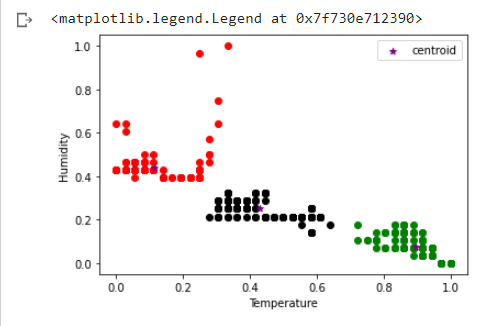 <matplotlib.legend.Legend at 0x7f730e712390>
centroid
1.0
0.8
0.6
0.4
0.2
0.0
Humidity
0.0 0.2 0.4 0.6 0.8 1.0
Temperature